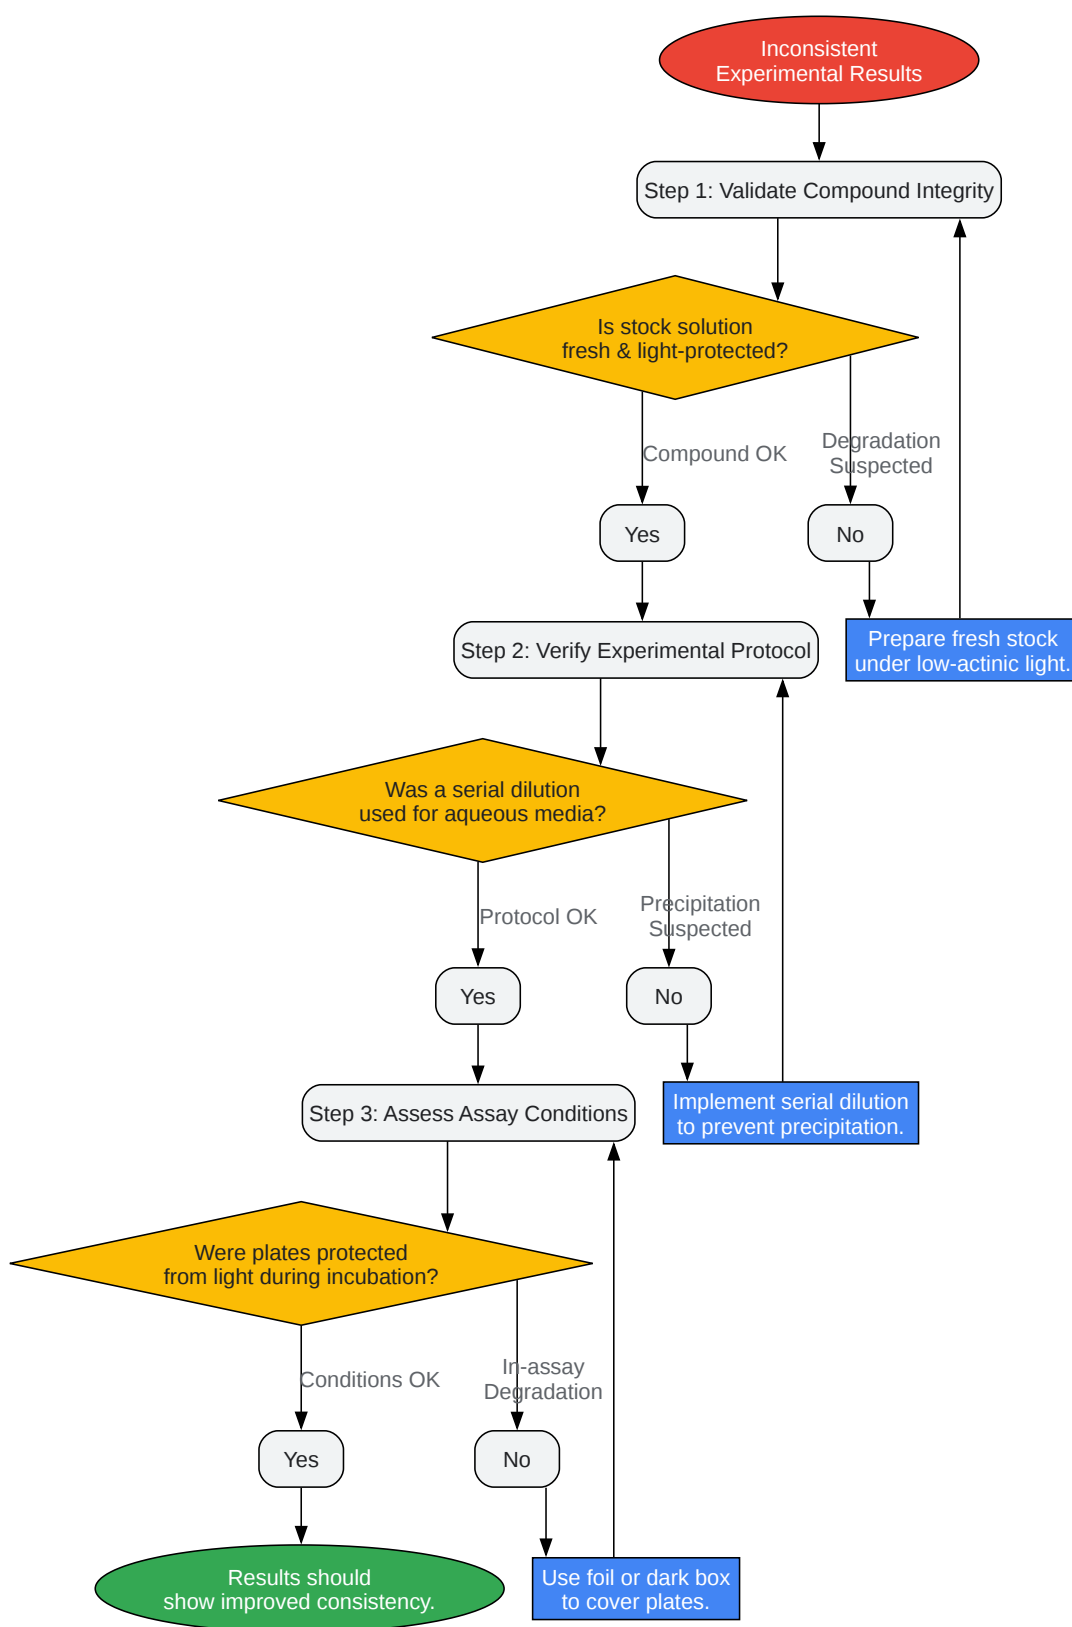 Inconsistent
Experimental Results
Step 1: Validate Compound Integrity
Is stock solution
fresh & light-protected?
Compound OK
Degradation
Suspected
Yes
No
Prepare fresh stock
under low-actinic light.
Step 2: Verify Experimental Protocol
Was a serial dilution
used for aqueous media?
Protocol OK
Precipitation
Suspected
Yes
No
Implement serial dilution
to prevent precipitation.
Step 3: Assess Assay Conditions
Were plates protected
from light during incubation?
Conditions OK
In-assay
Degradation
Yes
No
Results should
show improved consistency.
Use foil or dark box
to cover plates.